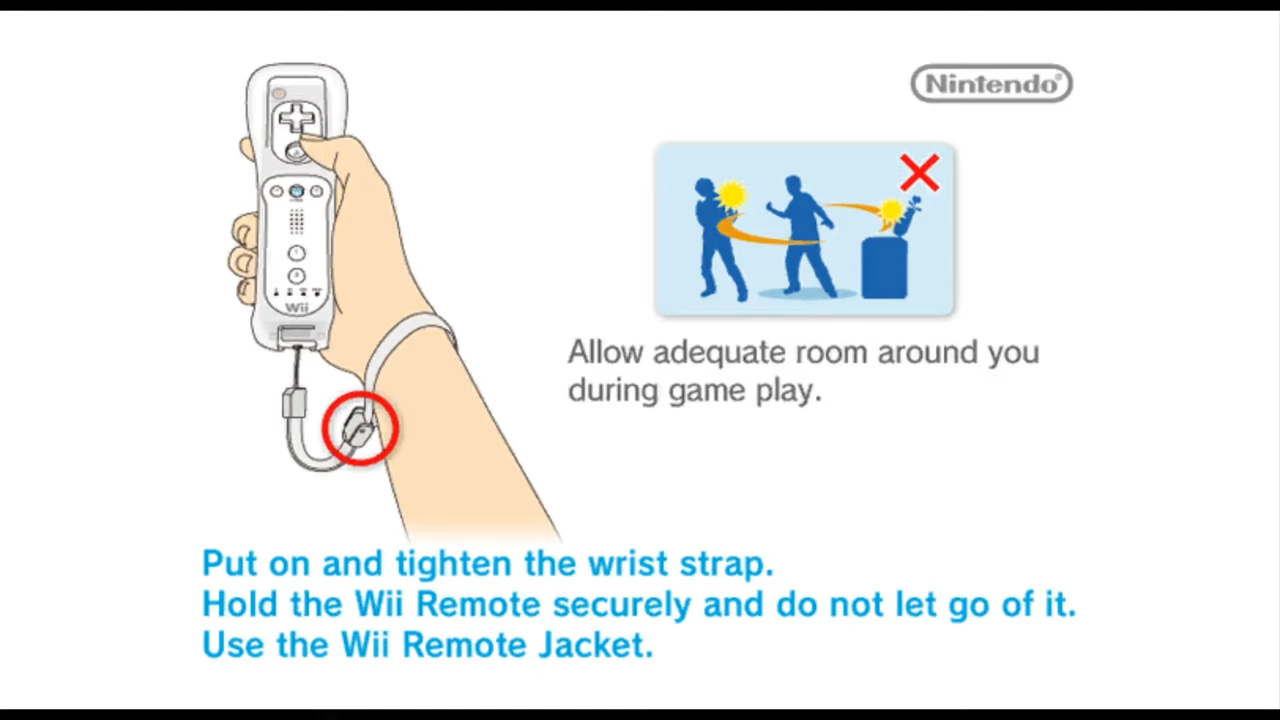 Nintendo®
Allow adequate room around you
during game play.
Wii
Put on and tighten the wrist strap.
Hold the Wii Remote securely and do not let go of it.
Use the Wii Remote Jacket.